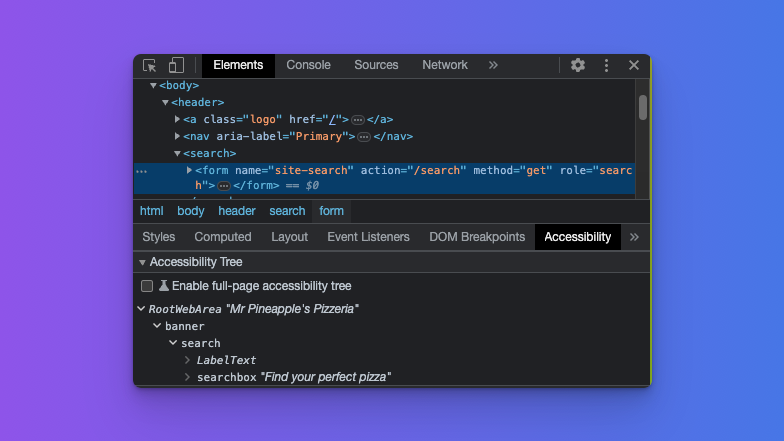 Elements Console Sources Network »
▼<body>
▼<header>
▶<a class="logo" href="/">…</a>
▶<nav aria-label="Primary">…</nav>
▼<search>
… ▶<form name="site-search" action="/search" method="get" role="searc
h">…</form> == $0
html body header search form
Styles Computed Layout Event Listeners DOM Breakpoints Accessibility »
▼ Accessibility Tree
Enable full-page accessibility tree
RootWebArea "Mr Pineapple's Pizzeria"
banner
search
LabelText
searchbox "Find your perfect pizza"